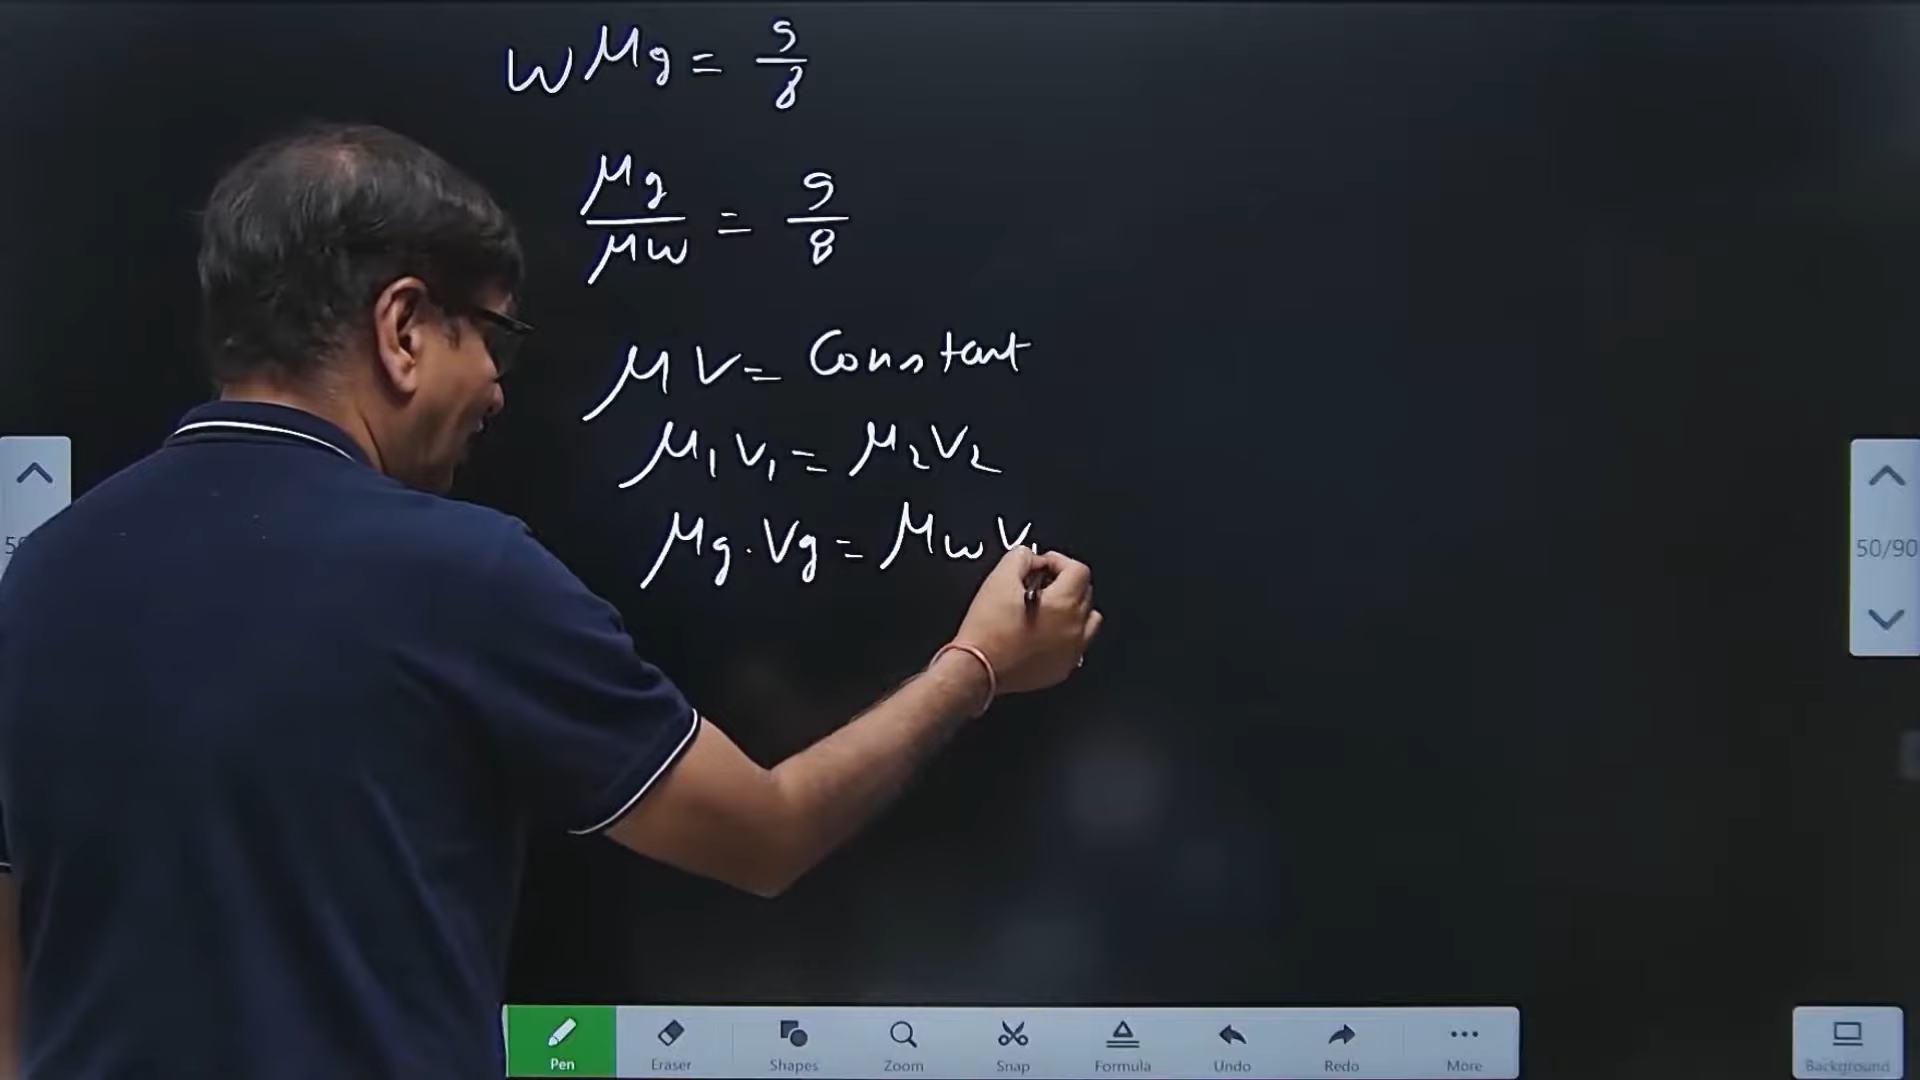 wμg = 9/8
μg/μw = 9/8
μv = Constant
μ₁v₁ = μ₂v₂
μg.vg = μwv
50/90
Pen
Eraser
Shapes
Zoom
Snap
Formula
Undo
Redo
More
Background